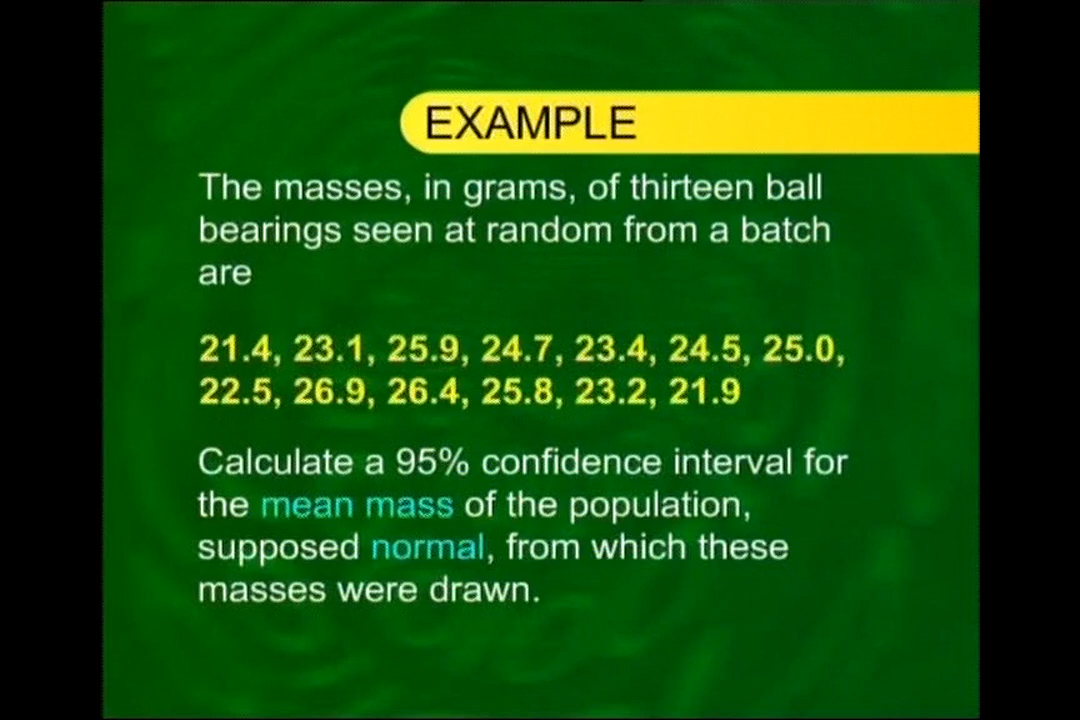 EXAMPLE
The masses, in grams, of thirteen ball
bearings seen at random from a batch
are
21.4, 23.1, 25.9, 24.7, 23.4, 24.5, 25.0,
22.5, 26.9, 26.4, 25.8, 23.2, 21.9
Calculate a 95% confidence interval for
the mean mass of the population,
supposed normal, from which these
masses were drawn.